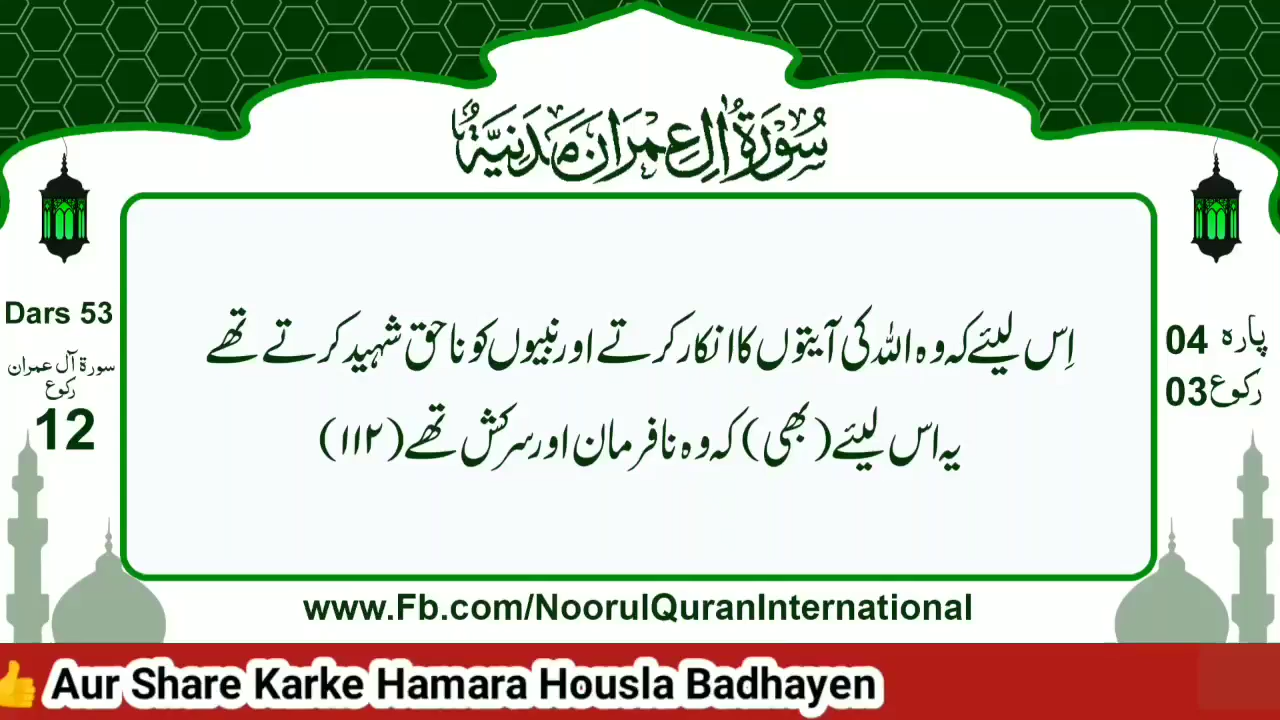 سُوْرَةُ اٰلِ عِمْرَانَ مَدَنِيَّةٌ
Dars 53
سورۃ آل عمران
رکوع
12
پارہ 04
رکوع 03
اِس لیئے کہ وہ اللہ کی آیتوں کا انکار کرتے اور نبیوں کو ناحق شہید کرتے تھے
یہ اس لیئے (بھی) کہ وہ نافرمان اور سرکش تھے (۱۱۲)
www.Fb.com/NoorulQuranInternational
👍 Aur Share Karke Hamara Housla Badhayen